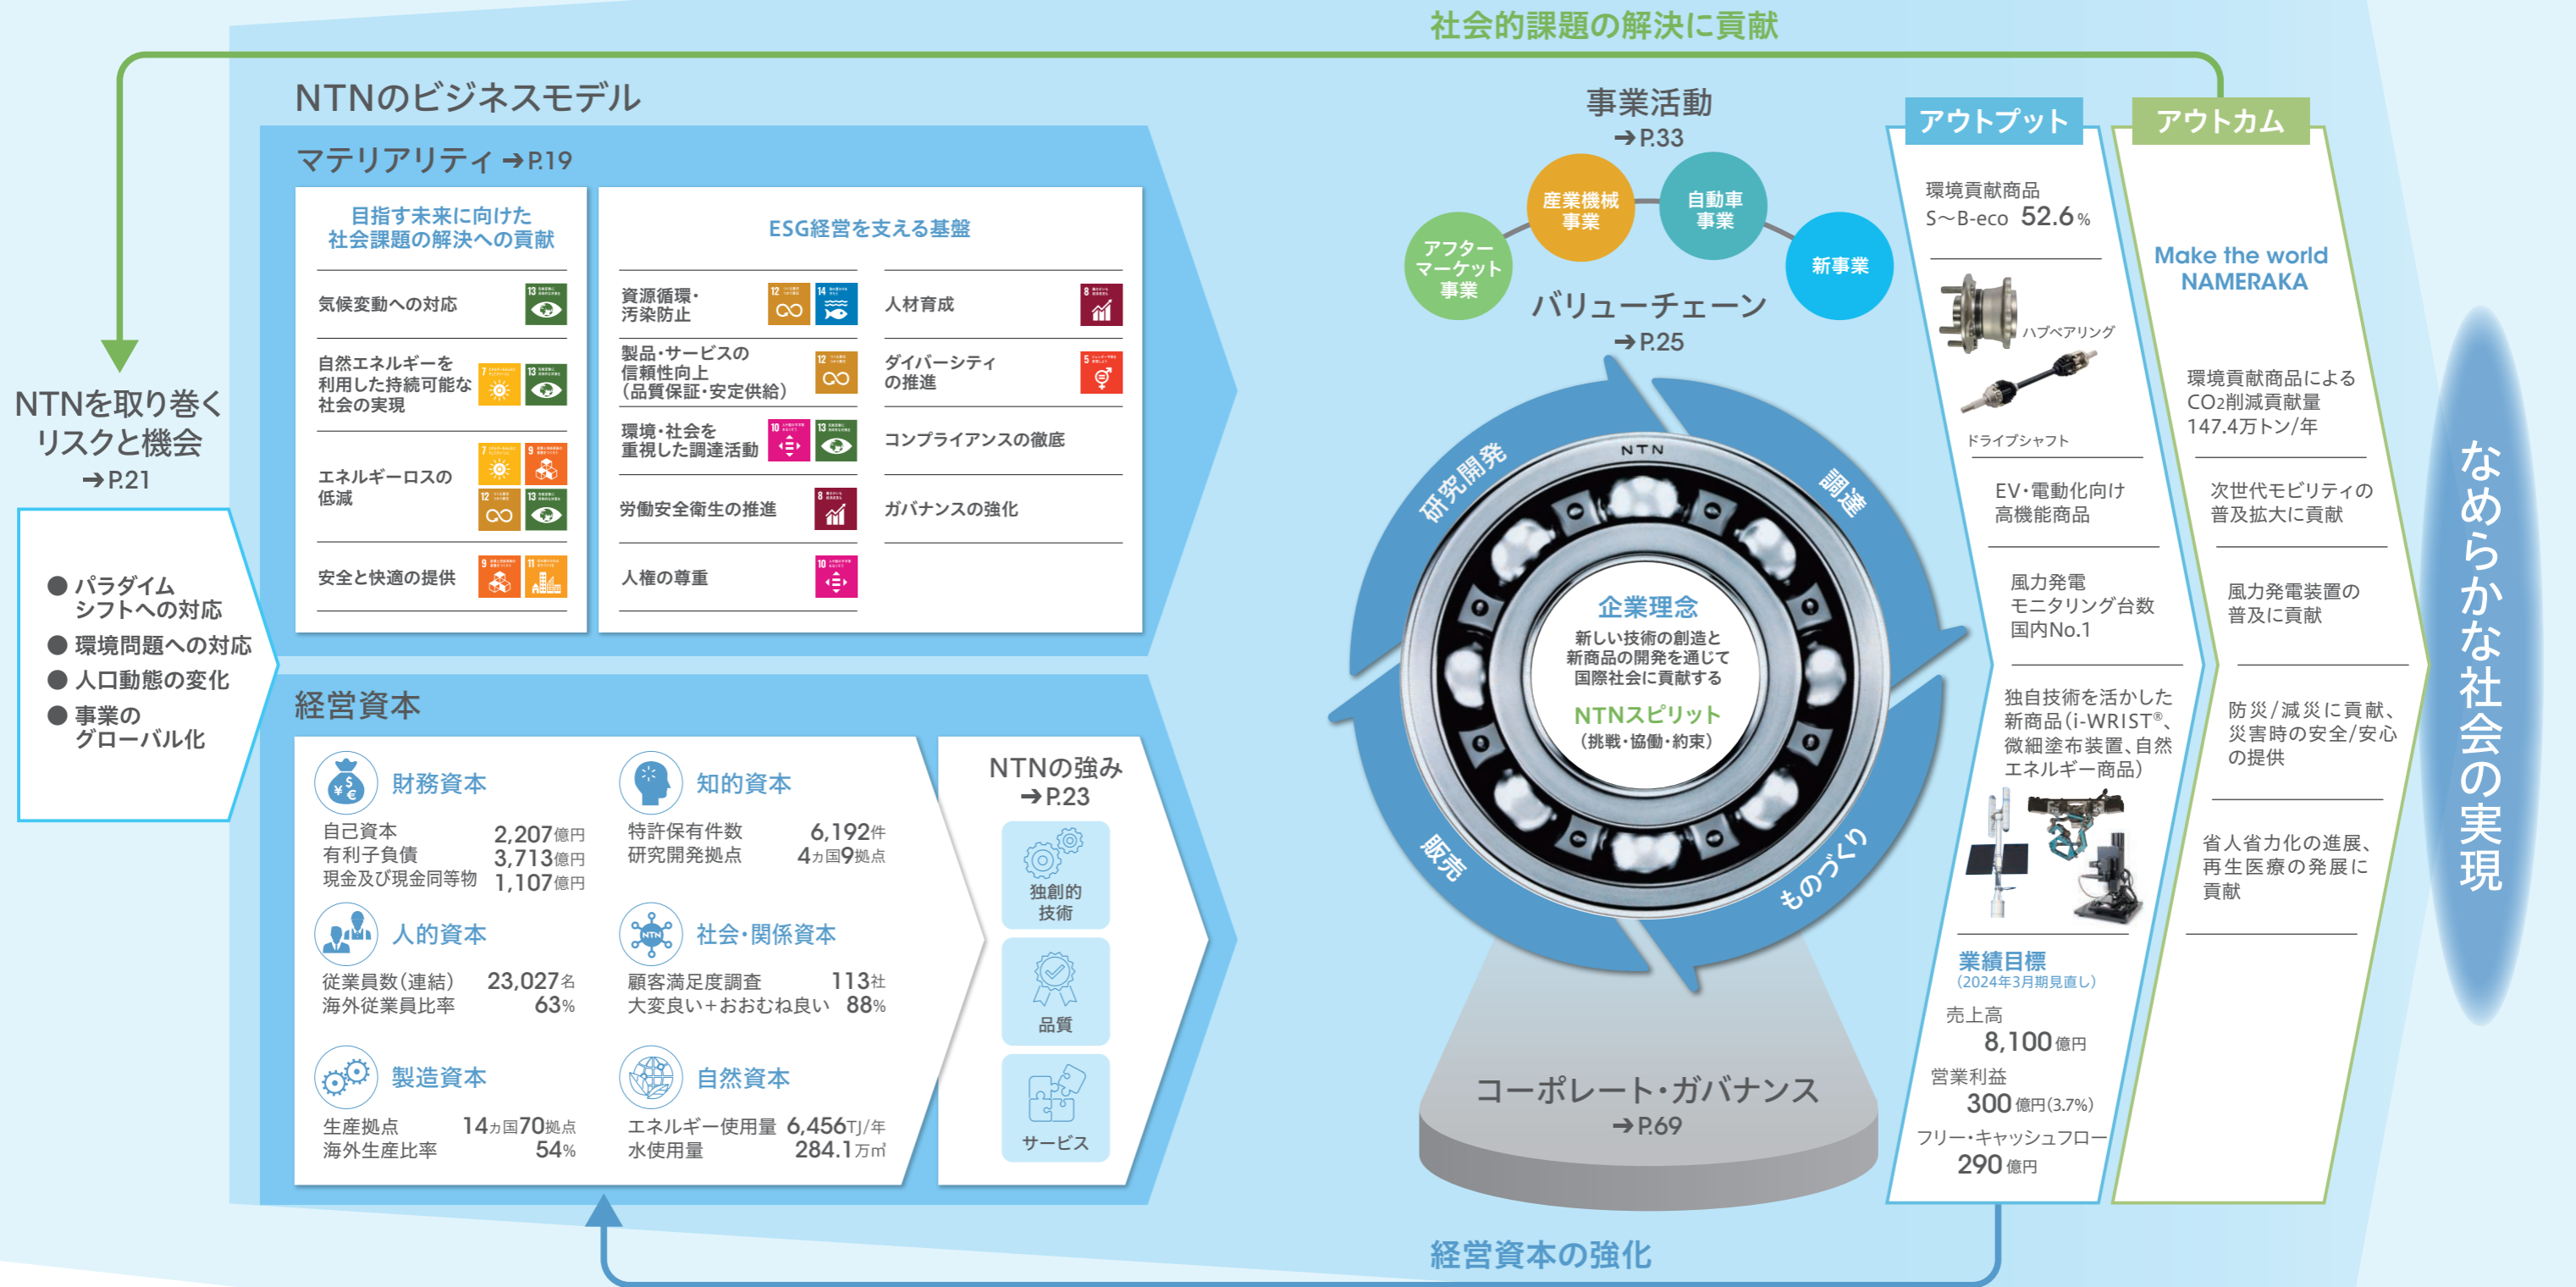 社会的課題の解決に貢献
NTNのビジネスモデル
マテリアリティ ➔P.19
目指す未来に向けた
社会課題の解決への貢献
気候変動への対応
13
自然エネルギーを
利用した持続可能な
社会の実現
7
13
エネルギーロスの
低減
7
9
12
13
安全と快適の提供
9
11
ESG経営を支える基盤
資源循環・
汚染防止
12
14
製品・サービスの
信頼性向上
（品質保証・安定供給）
12
環境・社会を
重視した調達活動
10
13
労働安全衛生の推進
8
人権の尊重
10
人材育成
8
ダイバーシティ
の推進
5
コンプライアンスの徹底
ガバナンスの強化
NTNを取り巻く
リスクと機会
➔P.21
● パラダイム
シフトへの対応
● 環境問題への対応
● 人口動態の変化
● 事業の
グローバル化
経営資本
財務資本
自己資本 2,207億円
有利子負債 3,713億円
現金及び現金同等物 1,107億円
知的資本
特許保有件数 6,192件
研究開発拠点 4ヵ国9拠点
人的資本
従業員数（連結） 23,027名
海外従業員比率 63%
NTN
社会・関係資本
顧客満足度調査 113社
大変良い＋おおむね良い 88%
製造資本
生産拠点 14ヵ国70拠点
海外生産比率 54%
自然資本
エネルギー使用量 6,456TJ/年
水使用量 284.1万㎥
NTNの強み
➔P.23
独創的
技術
品質
サービス
事業活動
➔P.33
アフター
マーケット
事業
産業機械
事業
自動車
事業
新事業
バリューチェーン
➔P.25
研究開発
調達
ものづくり
販売
NTN
企業理念
新しい技術の創造と
新商品の開発を通じて
国際社会に貢献する
NTNスピリット
（挑戦・協働・約束）
コーポレート・ガバナンス
➔P.69
アウトプット
環境貢献商品
S〜B-eco 52.6%
ハブベアリング
ドライブシャフト
EV・電動化向け
高機能商品
風力発電
モニタリング台数
国内No.1
独自技術を活かした
新商品（i-WRIST®、
微細塗布装置、自然
エネルギー商品）
業績目標
（2024年3月期見直し）
売上高
8,100億円
営業利益
300億円（3.7%）
フリー・キャッシュフロー
290億円
アウトカム
Make the world
NAMERAKA
環境貢献商品による
CO2削減貢献量
147.4万トン/年
次世代モビリティの
普及拡大に貢献
風力発電装置の
普及に貢献
防災/減災に貢献、
災害時の安全/安心
の提供
省人省力化の進展、
再生医療の発展に
貢献
なめらかな社会の実現
経営資本の強化